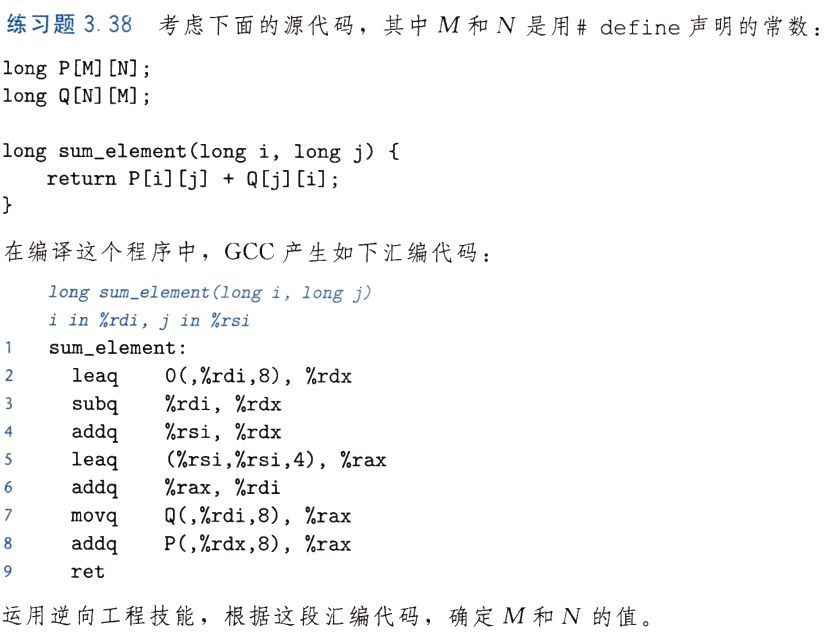 练习题 3.38 考虑下面的源代码，其中 M 和 N 是用# define 声明的常数：
long P[M][N];
long Q[N][M];
long sum_element(long i, long j) {
    return P[i][j] + Q[j][i];
}
在编译这个程序中，GCC 产生如下汇编代码：
long sum_element(long i, long j)
i in %rdi, j in %rsi
1 sum_element:
2 leaq 0(,%rdi,8), %rdx
3 subq %rdi, %rdx
4 addq %rsi, %rdx
5 leaq (%rsi,%rsi,4), %rax
6 addq %rax, %rdi
7 movq Q(,%rdi,8), %rax
8 addq P(,%rdx,8), %rax
9 ret
运用逆向工程技能，根据这段汇编代码，确定 M 和 N 的值。